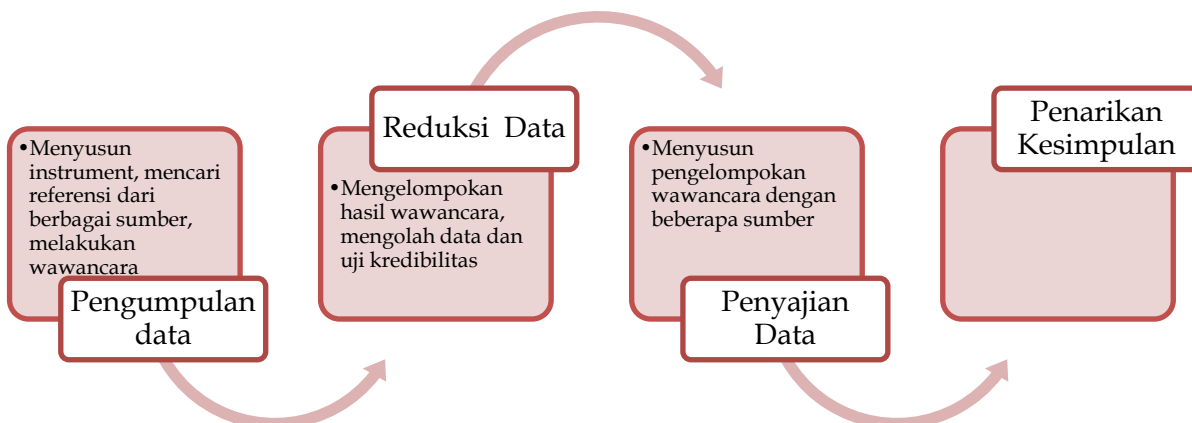 •Menyusun
instrument, mencari
referensi dari
berbagai sumber,
melakukan
wawancara
Pengumpulan
data
Reduksi Data
•Mengelompokan
hasil wawancara,
mengolah data dan
uji kredibilitas
•Menyusun
pengelompokan
wawancara dengan
beberapa sumber
Penyajian
Data
Penarikan
Kesimpulan